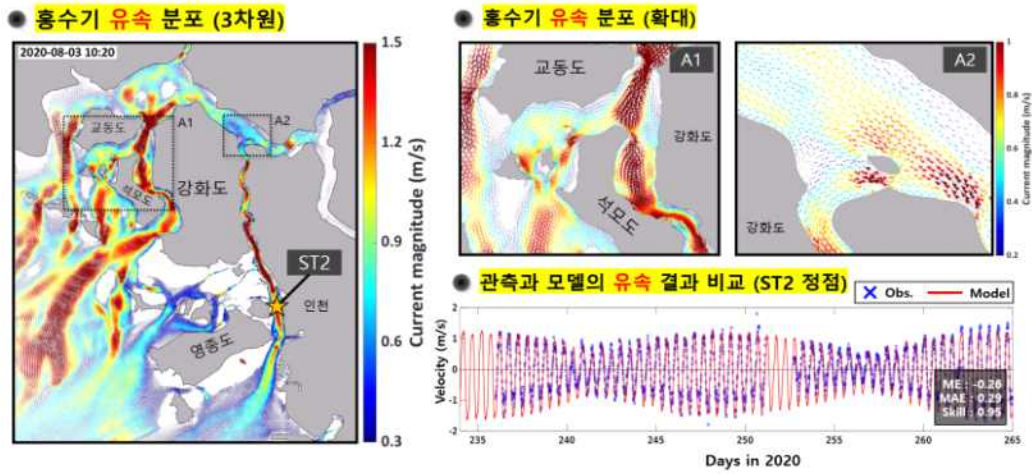 홍수기 유속 분포 (3차원)
2020-08-03 10:20
교동도
A1
A2
강화도
석모도
ST2
인천
영종도
1.5
1.2
0.9
0.6
0.3
Current magnitude (m/s)
홍수기 유속 분포 (확대)
교동도
A1
강화도
석모도
A2
강화도
1
0.8
0.6
0.4
0.2
Current magnitude (m/s)
관측과 모델의 유속 결과 비교 (ST2 정점)
Obs.
Model
Velocity (m/s)
2
1
0
-1
-2
ME : -0.26
MAE : 0.29
Skill : 0.95
235 240 245 250 255 260 265
Days in 2020